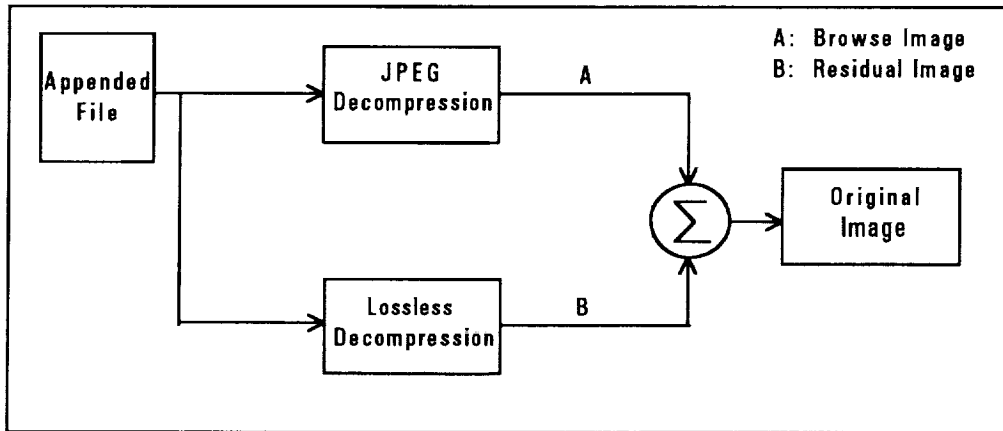 Appended
File
JPEG
Decompression
A
A: Browse Image
B: Residual Image
Σ
Original
Image
Lossless
Decompression
B